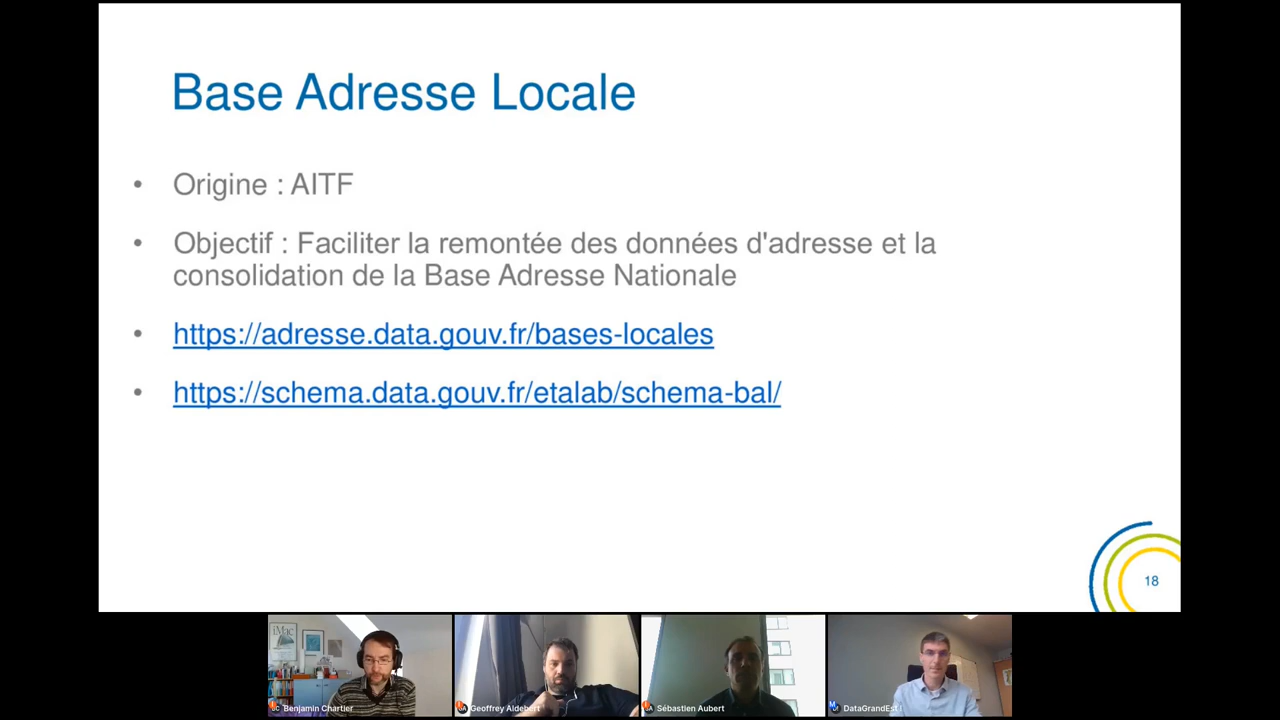 Base Adresse Locale
• Origine : AITF
• Objectif : Faciliter la remontée des données d'adresse et la
consolidation de la Base Adresse Nationale
• https://adresse.data.gouv.fr/bases-locales
• https://schema.data.gouv.fr/etalab/schema-bal/
18
iMac
Benjamin Chartier
Geoffrey Aldebert
Sébastien Aubert
DataGrandEst